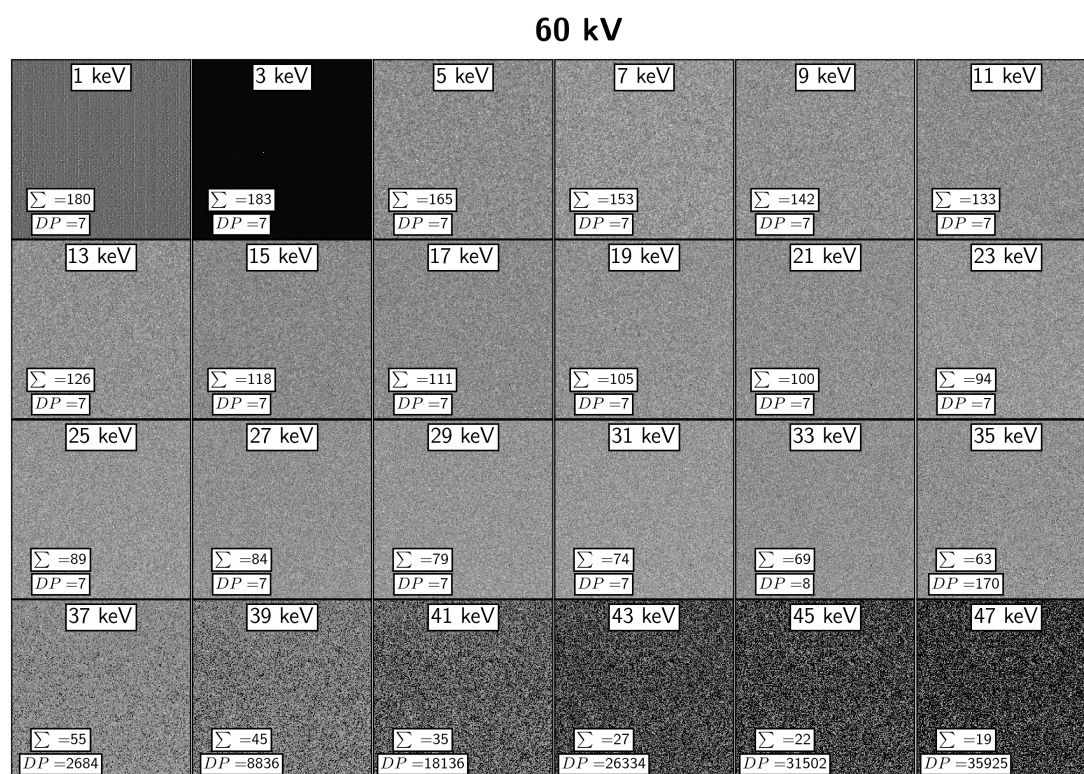 60 kV
1 keV 3 keV 5 keV 7 keV 9 keV 11 keV
∑ =180 ∑ =183 ∑ =165 ∑ =153 ∑ =142 ∑ =133
DP =7 DP =7 DP =7 DP =7 DP =7 DP =7
13 keV 15 keV 17 keV 19 keV 21 keV 23 keV
∑ =126 ∑ =118 ∑ =111 ∑ =105 ∑ =100 ∑ =94
DP =7 DP =7 DP =7 DP =7 DP =7 DP =7
25 keV 27 keV 29 keV 31 keV 33 keV 35 keV
∑ =89 ∑ =84 ∑ =79 ∑ =74 ∑ =69 ∑ =63
DP =7 DP =7 DP =7 DP =7 DP =8 DP =170
37 keV 39 keV 41 keV 43 keV 45 keV 47 keV
∑ =55 ∑ =45 ∑ =35 ∑ =27 ∑ =22 ∑ =19
DP =2684 DP =8836 DP =18136 DP =26334 DP =31502 DP =35925